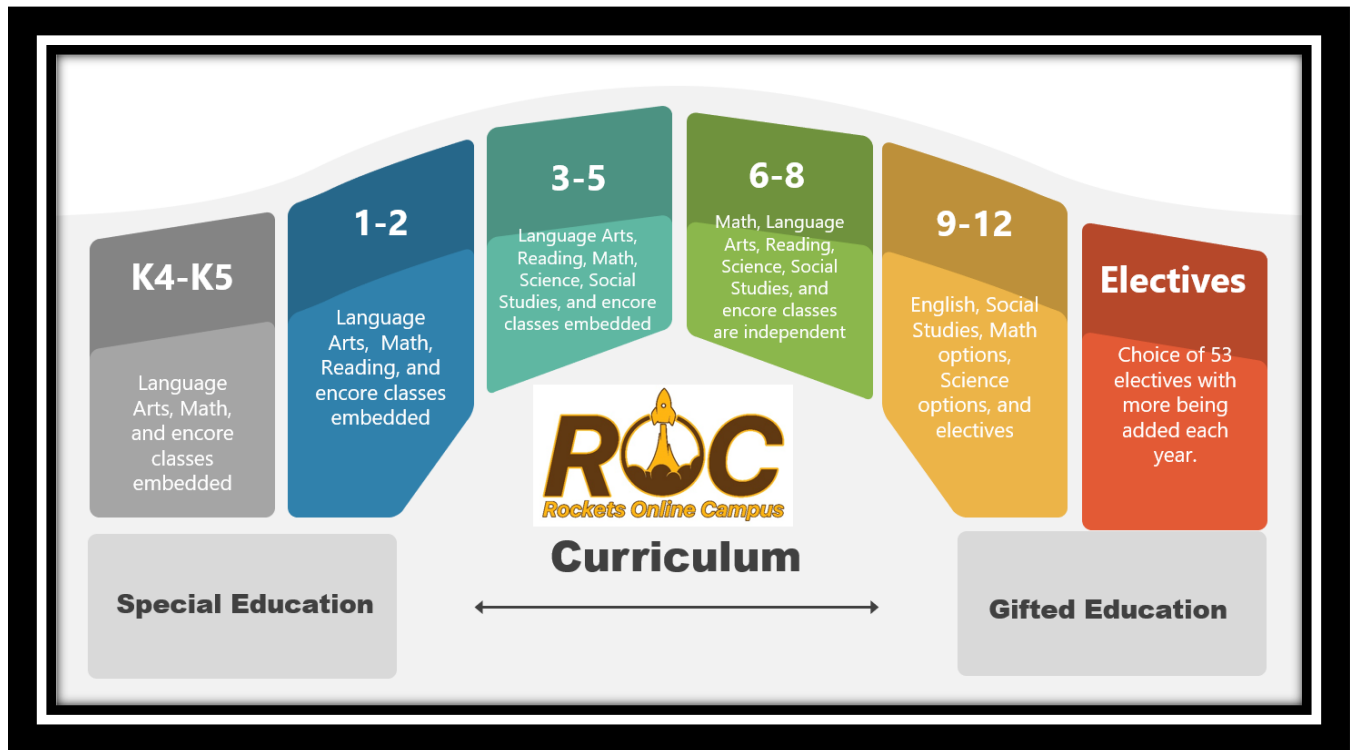 K4-K5
Language
Arts, Math,
and encore
classes
embedded
1-2
Language
Arts, Math,
Reading, and
encore classes
embedded
3-5
Language Arts,
Reading, Math,
Science, Social
Studies, and encore
classes embedded
6-8
Math, Language
Arts, Reading,
Science, Social
Studies, and
encore classes
are independent
9-12
English, Social
Studies, Math
options,
Science
options, and
electives
Electives
Choice of 53
electives with
more being
added each
year.
ROC
Rockets Online Campus
Curriculum
Special Education
Gifted Education